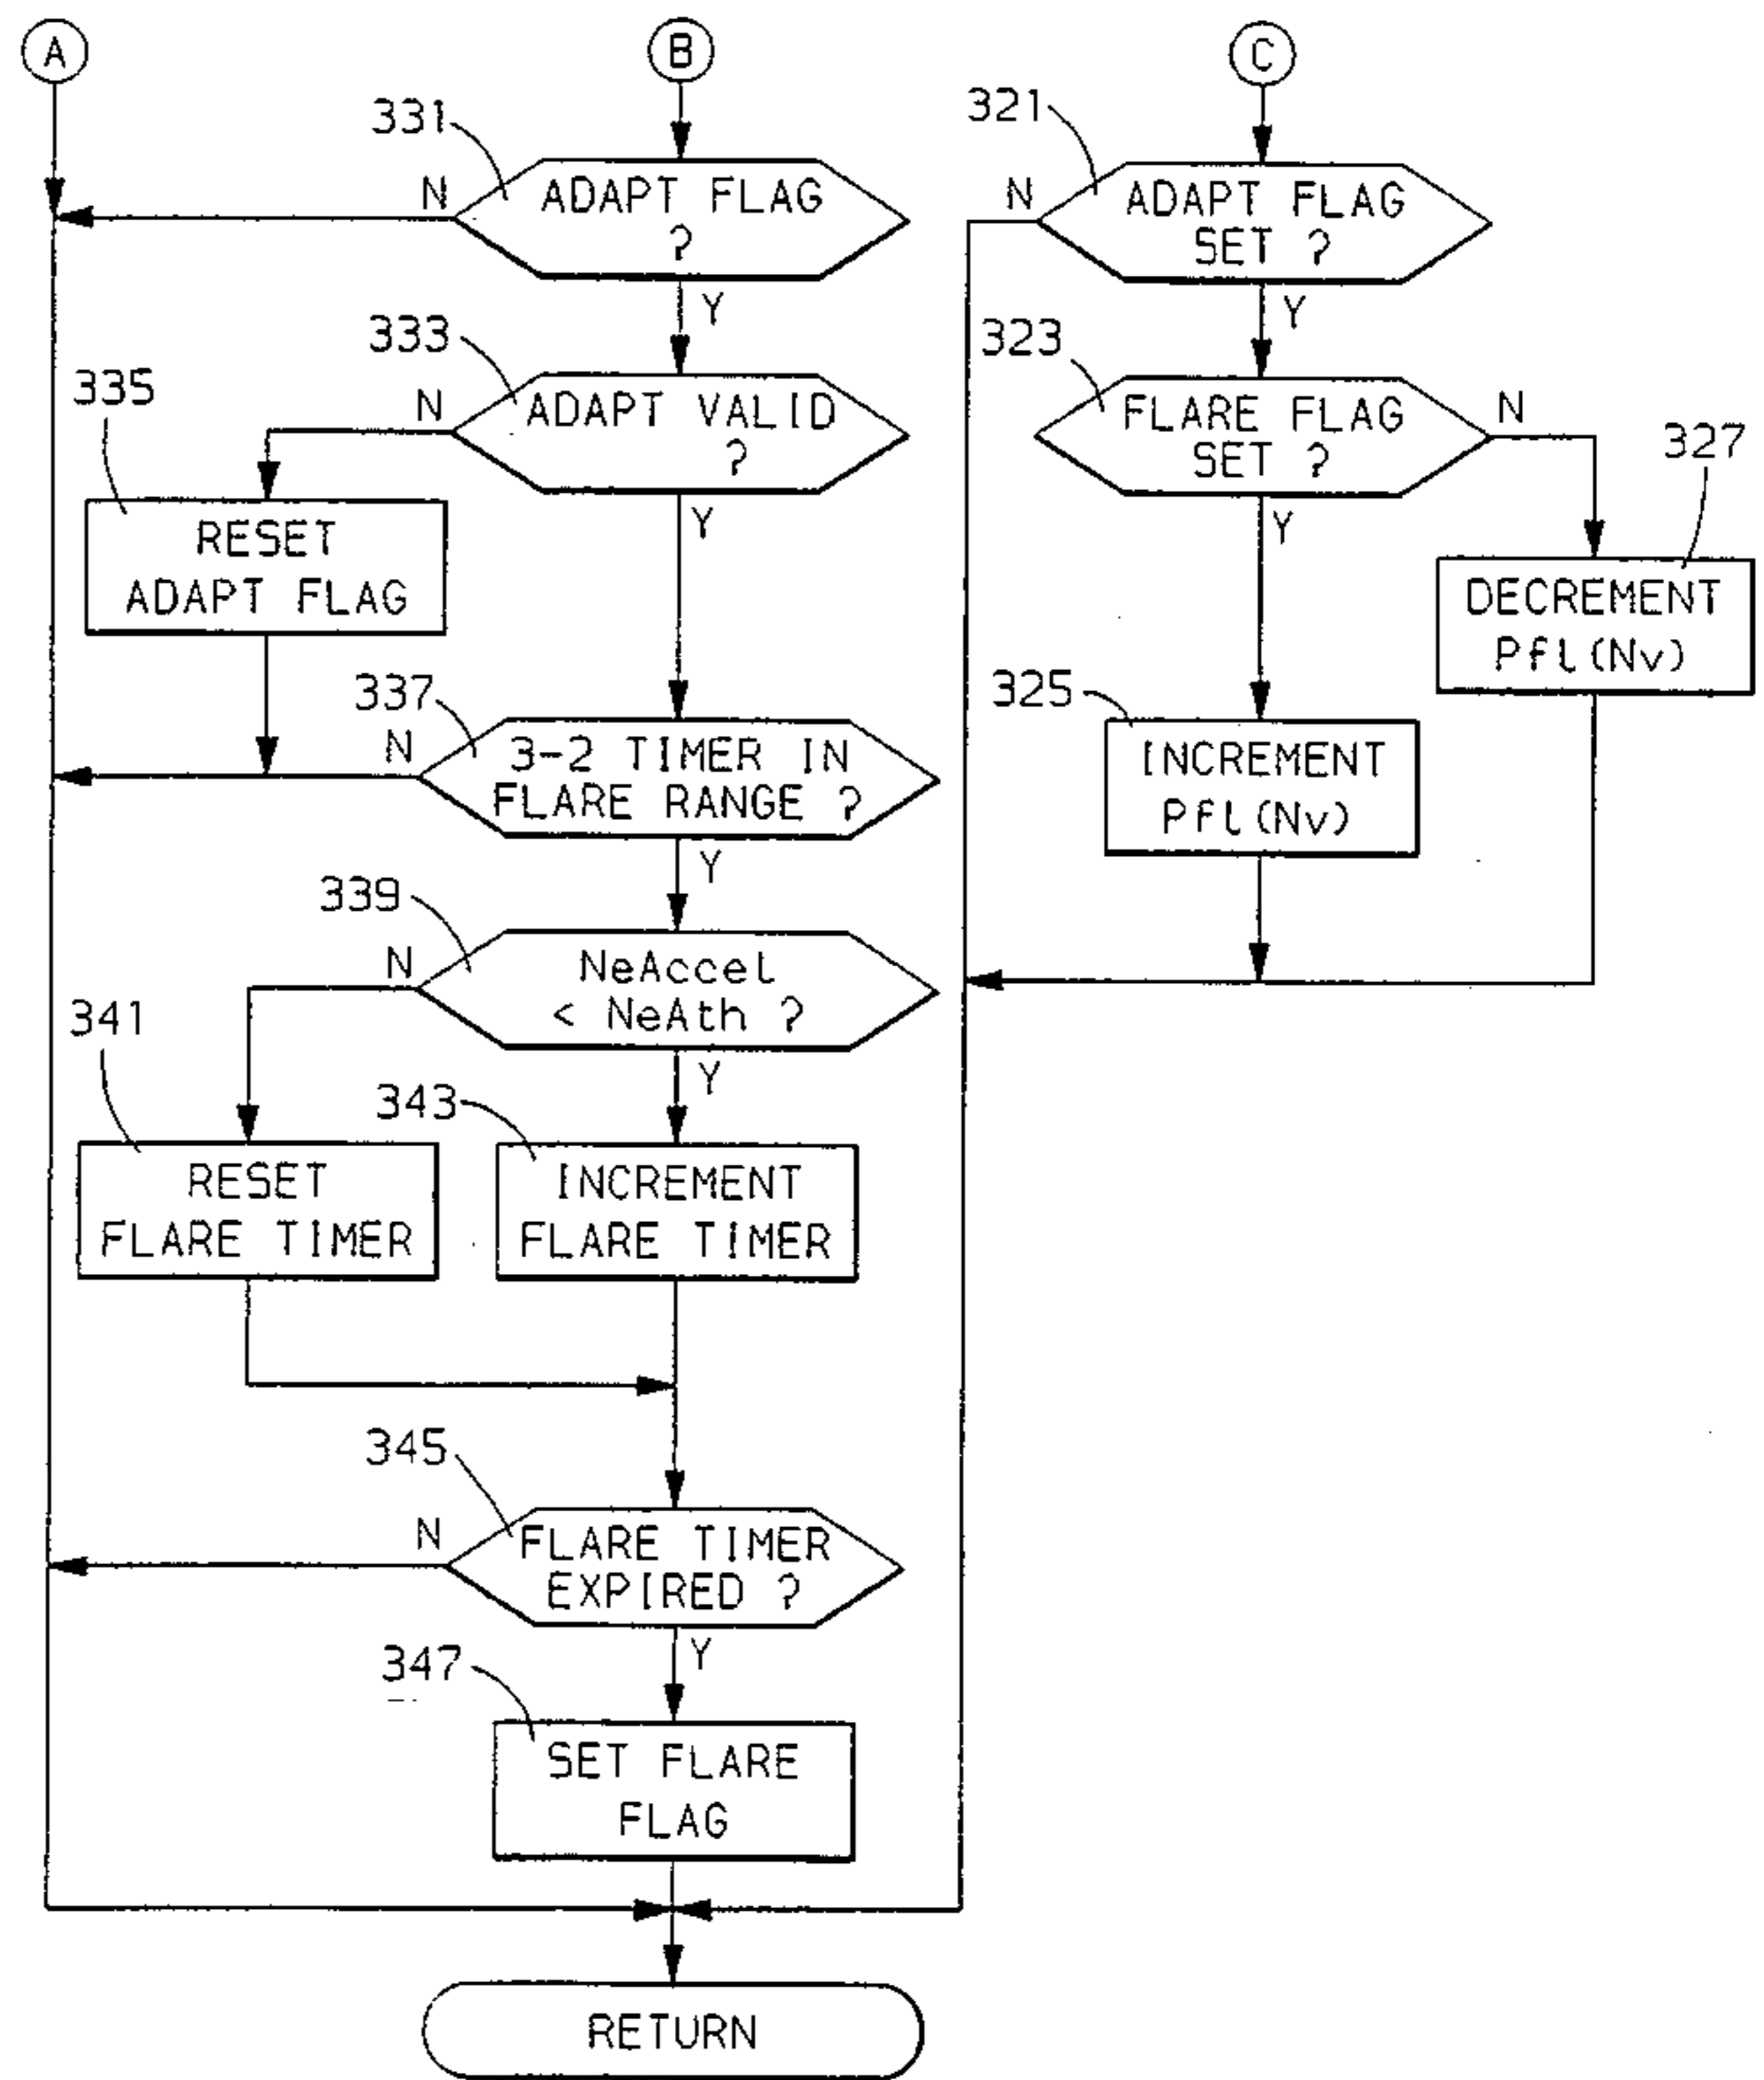 A
B
C
331
N
ADAPT FLAG
?
Y
321
N
ADAPT FLAG
SET ?
Y
333
N
ADAPT VALID
?
Y
335
RESET
ADAPT FLAG
323
FLARE FLAG
SET ?
N
Y
327
DECREMENT
Pfl(Nv)
325
INCREMENT
Pfl(Nv)
337
N
3-2 TIMER IN
FLARE RANGE ?
Y
339
N
NeAccel
< NeAth ?
Y
341
RESET
FLARE TIMER
343
INCREMENT
FLARE TIMER
345
N
FLARE TIMER
EXPIRED ?
Y
347
SET FLARE
FLAG
RETURN